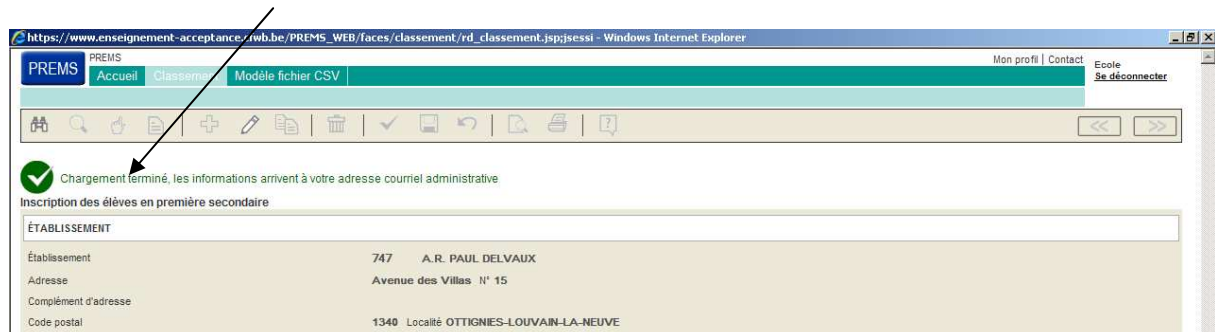 https://www.enseignement-acceptance.cfwb.be/PREMS_WEB/faces/classement/rd_classement.jsp;jsessi - Windows Internet Explorer
PREMS
PREMS
Mon profil | Contact
Ecole
Accueil Classement Modèle fichier CSV
Se déconnecter
<< >>
Chargement terminé, les informations arrivent à votre adresse courriel administrative
Inscription des élèves en première secondaire
ÉTABLISSEMENT
Établissement 747 A.R. PAUL DELVAUX
Adresse Avenue des Villas N° 15
Complément d'adresse
Code postal 1340 Localité OTTIGNIES-LOUVAIN-LA-NEUVE